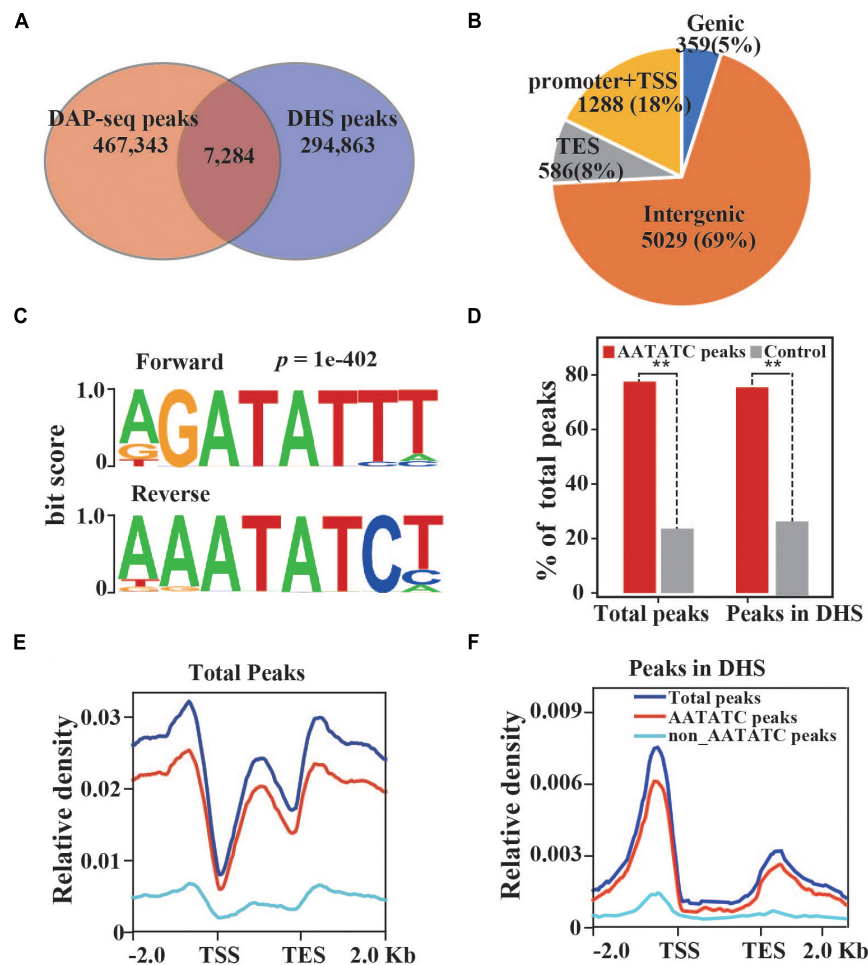 A
DAP-seq peaks
467,343
7,284
DHS peaks
294,863
B
Genic
359(5%)
promoter+TSS
1288 (18%)
TES
586(8%)
Intergenic
5029 (69%)
C
Forward
p = 1e-402
bit score
1.0
0
AGATATTT
G
T
C
A
C
Reverse
1.0
0
AAATATCT
T
G
G
C
A
D
AATATC peaks
Control
**
**
% of total peaks
80
60
40
20
0
Total peaks
Peaks in DHS
E
Total Peaks
Relative density
0.03
0.02
0.01
0
-2.0
TSS
TES
2.0 Kb
F
Peaks in DHS
Total peaks
AATATC peaks
non_AATATC peaks
Relative density
0.009
0.006
0.003
0
-2.0
TSS
TES
2.0 Kb